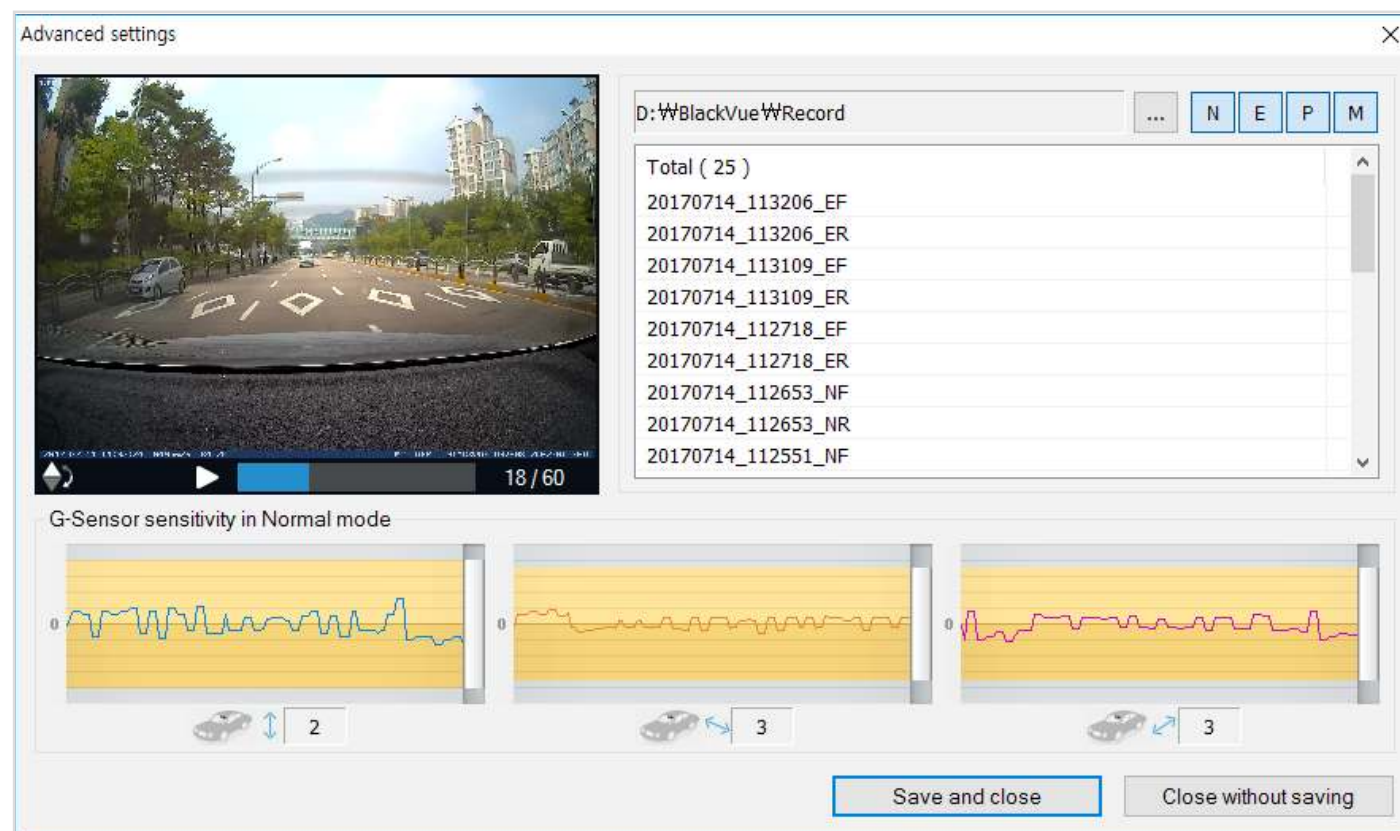 Advanced settings
D:₩BlackVue₩Record
... N E P M
Total ( 25 )
20170714_113206_EF
20170714_113206_ER
20170714_113109_EF
20170714_113109_ER
20170714_112718_EF
20170714_112718_ER
20170714_112653_NF
20170714_112653_NR
20170714_112551_NF
18 / 60
G-Sensor sensitivity in Normal mode
0 0 0
2 3 3
Save and close Close without saving